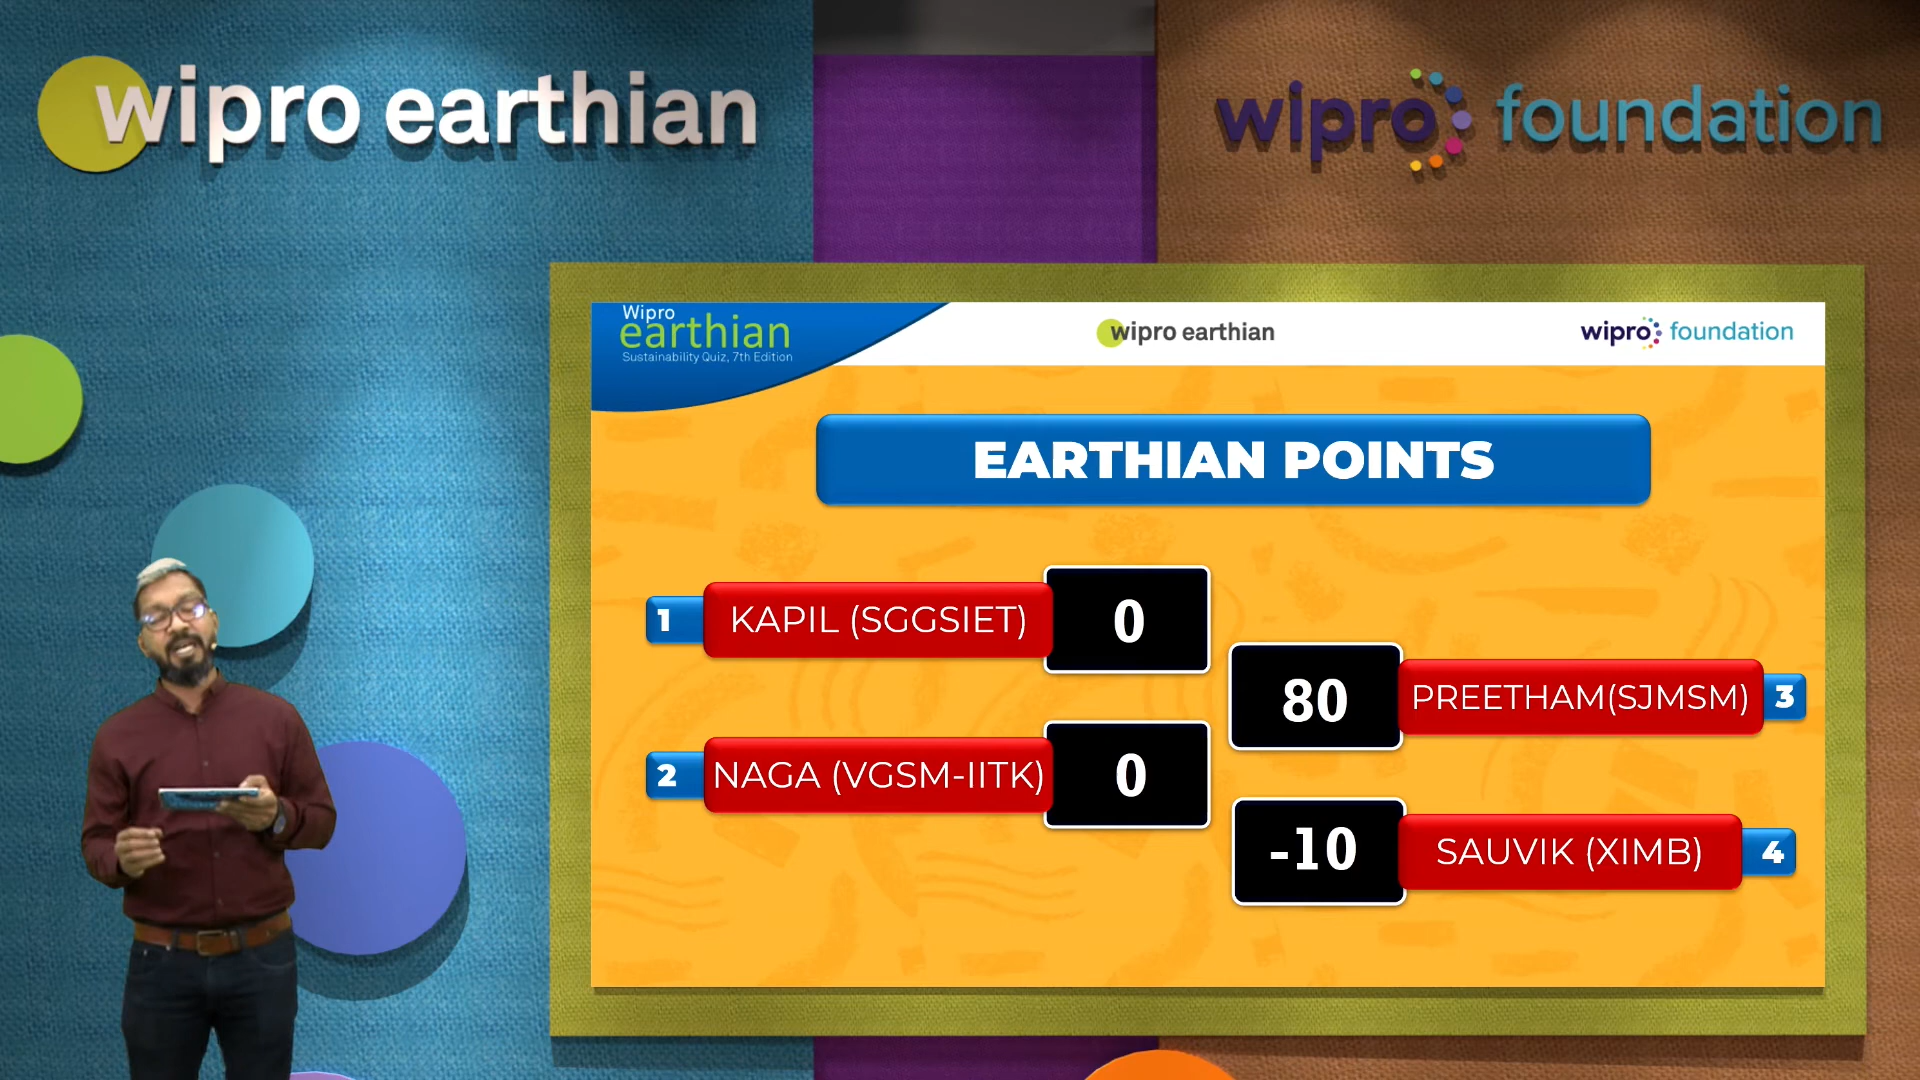 wipro earthian
wipro foundation
Wipro
earthian
Sustainability Quiz, 7th Edition
wipro earthian
wipro foundation
EARTHIAN POINTS
1 KAPIL (SGGSIET) 0
80 PREETHAM(SJMSM) 3
2 NAGA (VGSM-IITK) 0
-10 SAUVIK (XIMB) 4